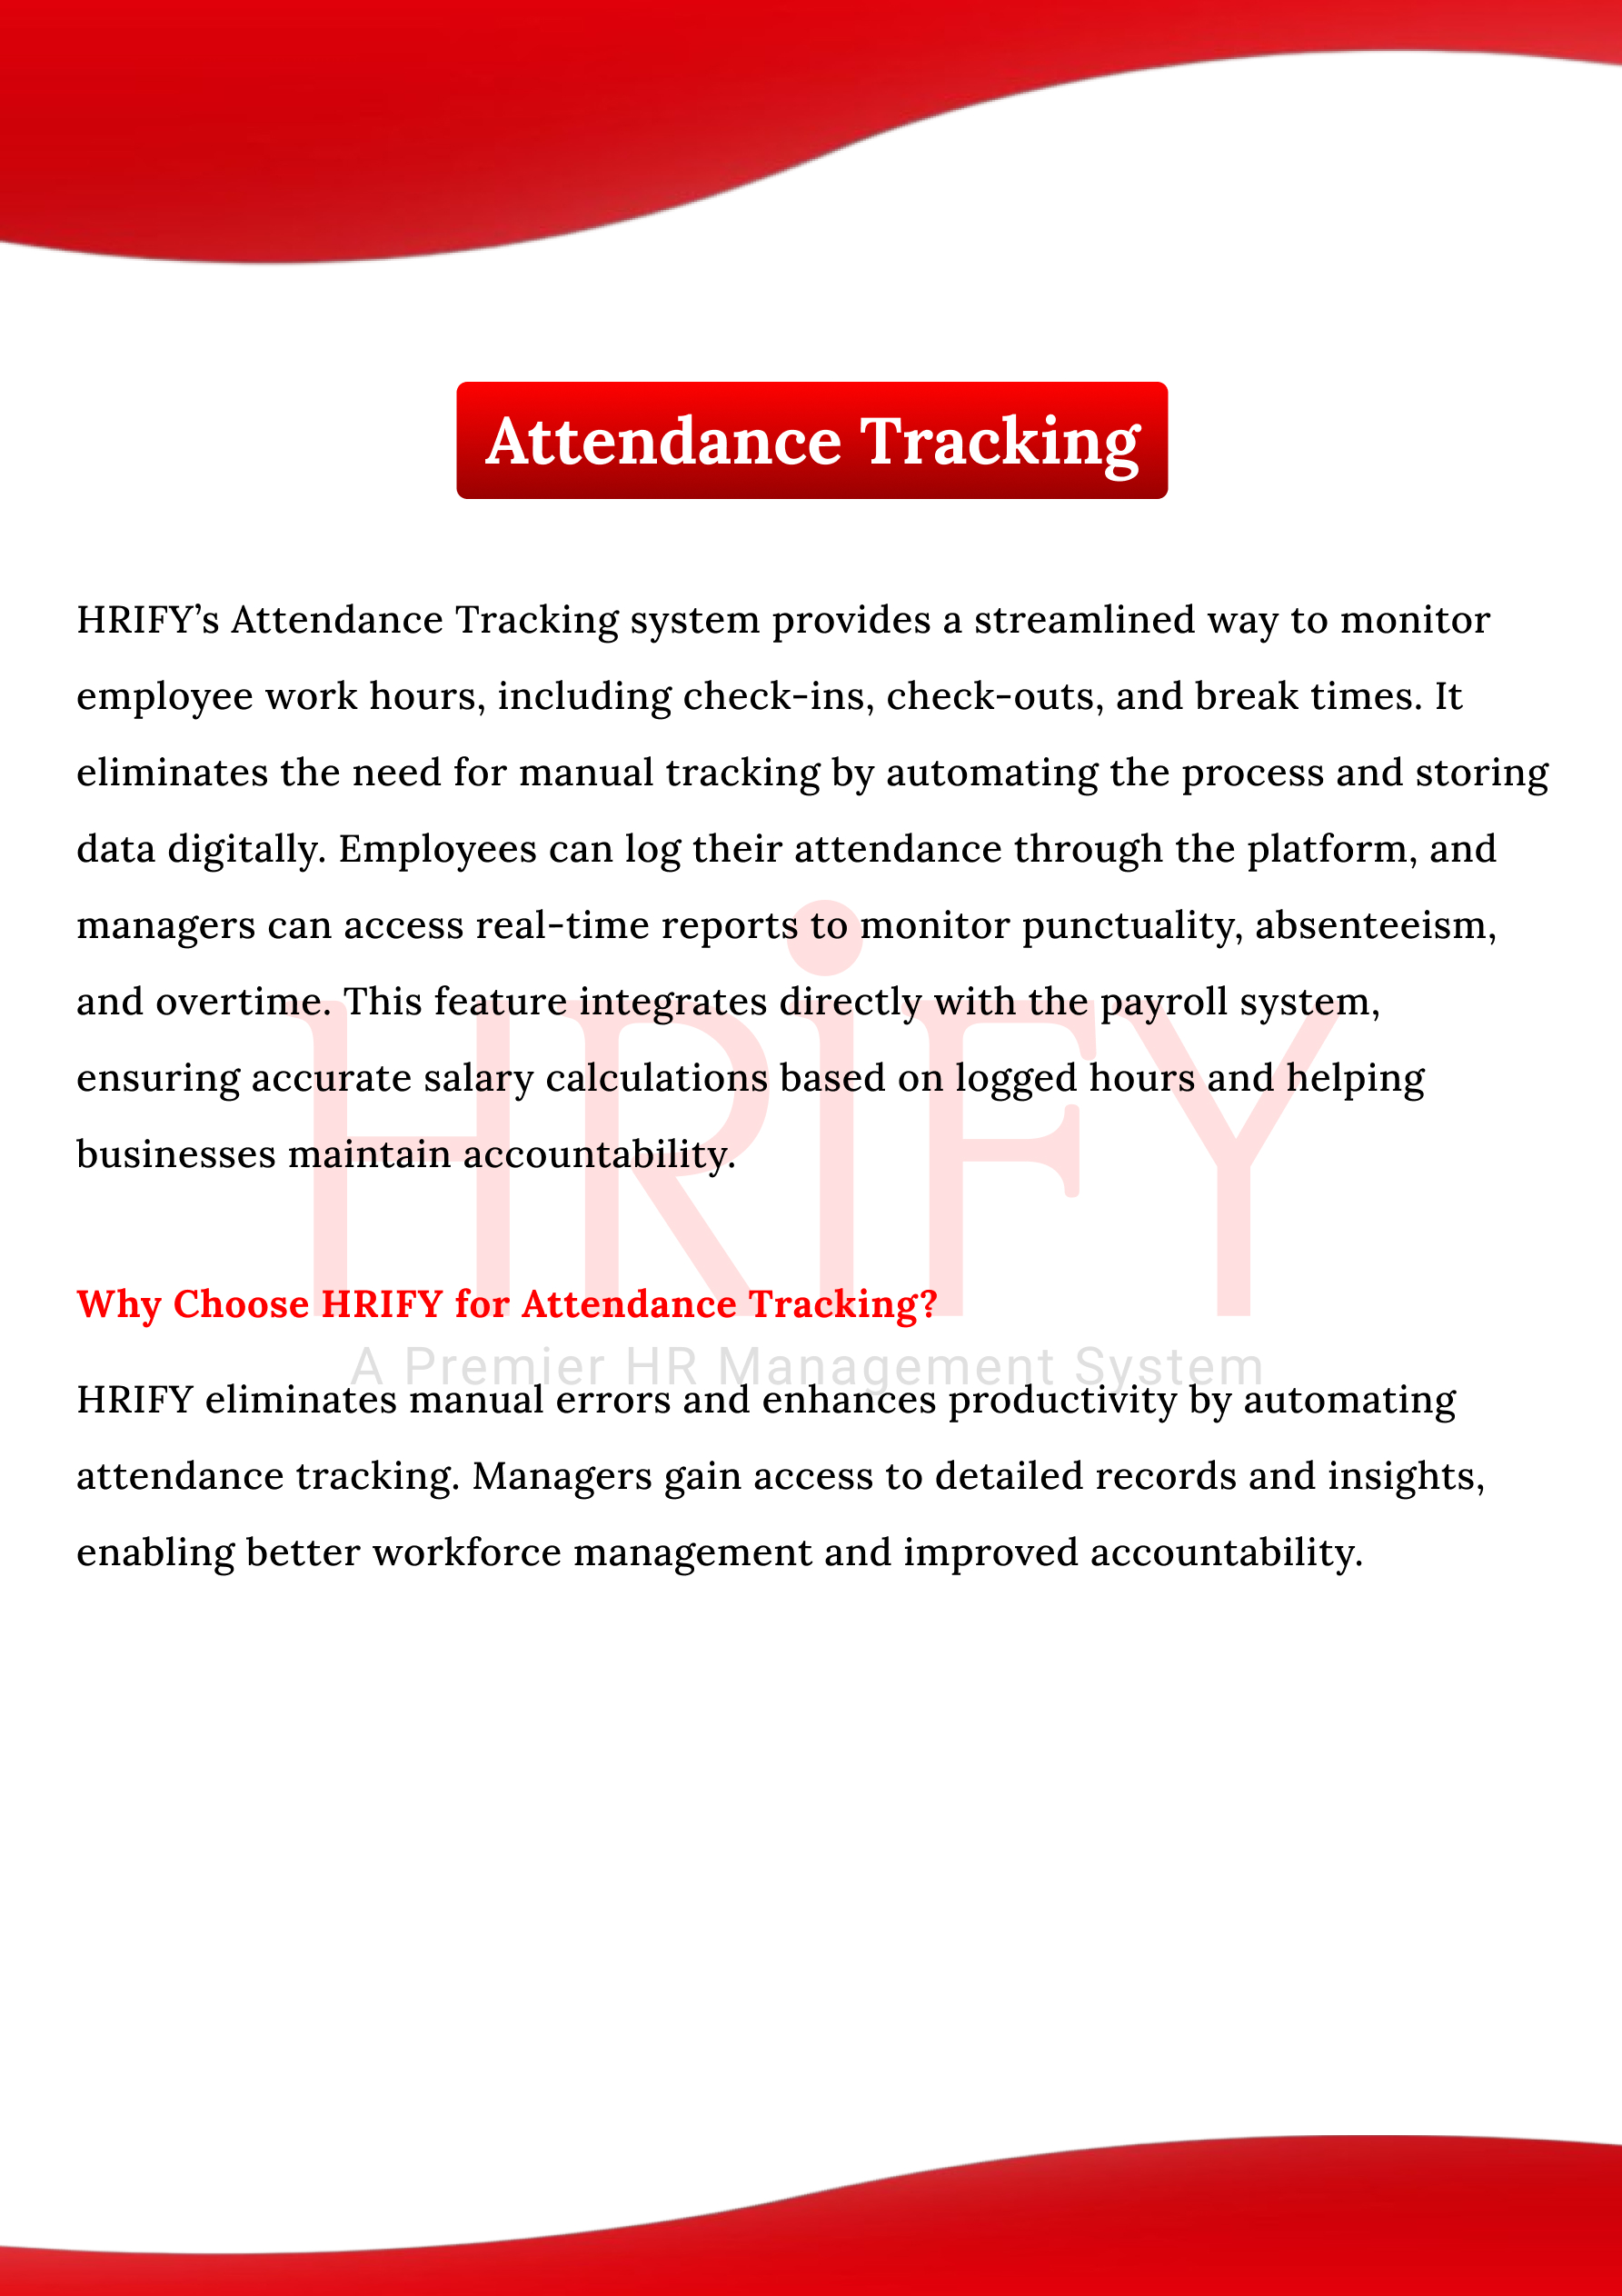 Attendance Tracking
HRIFY’s Attendance Tracking system provides a streamlined way to monitor
employee work hours, including check-ins, check-outs, and break times. It
eliminates the need for manual tracking by automating the process and storing
data digitally. Employees can log their attendance through the platform, and
managers can access real-time reports to monitor punctuality, absenteeism,
and overtime. This feature integrates directly with the payroll system,
ensuring accurate salary calculations based on logged hours and helping
businesses maintain accountability.
HRiFY
Why Choose HRIFY for Attendance Tracking?
A Premier HR Management System
HRIFY eliminates manual errors and enhances productivity by automating
attendance tracking. Managers gain access to detailed records and insights,
enabling better workforce management and improved accountability.